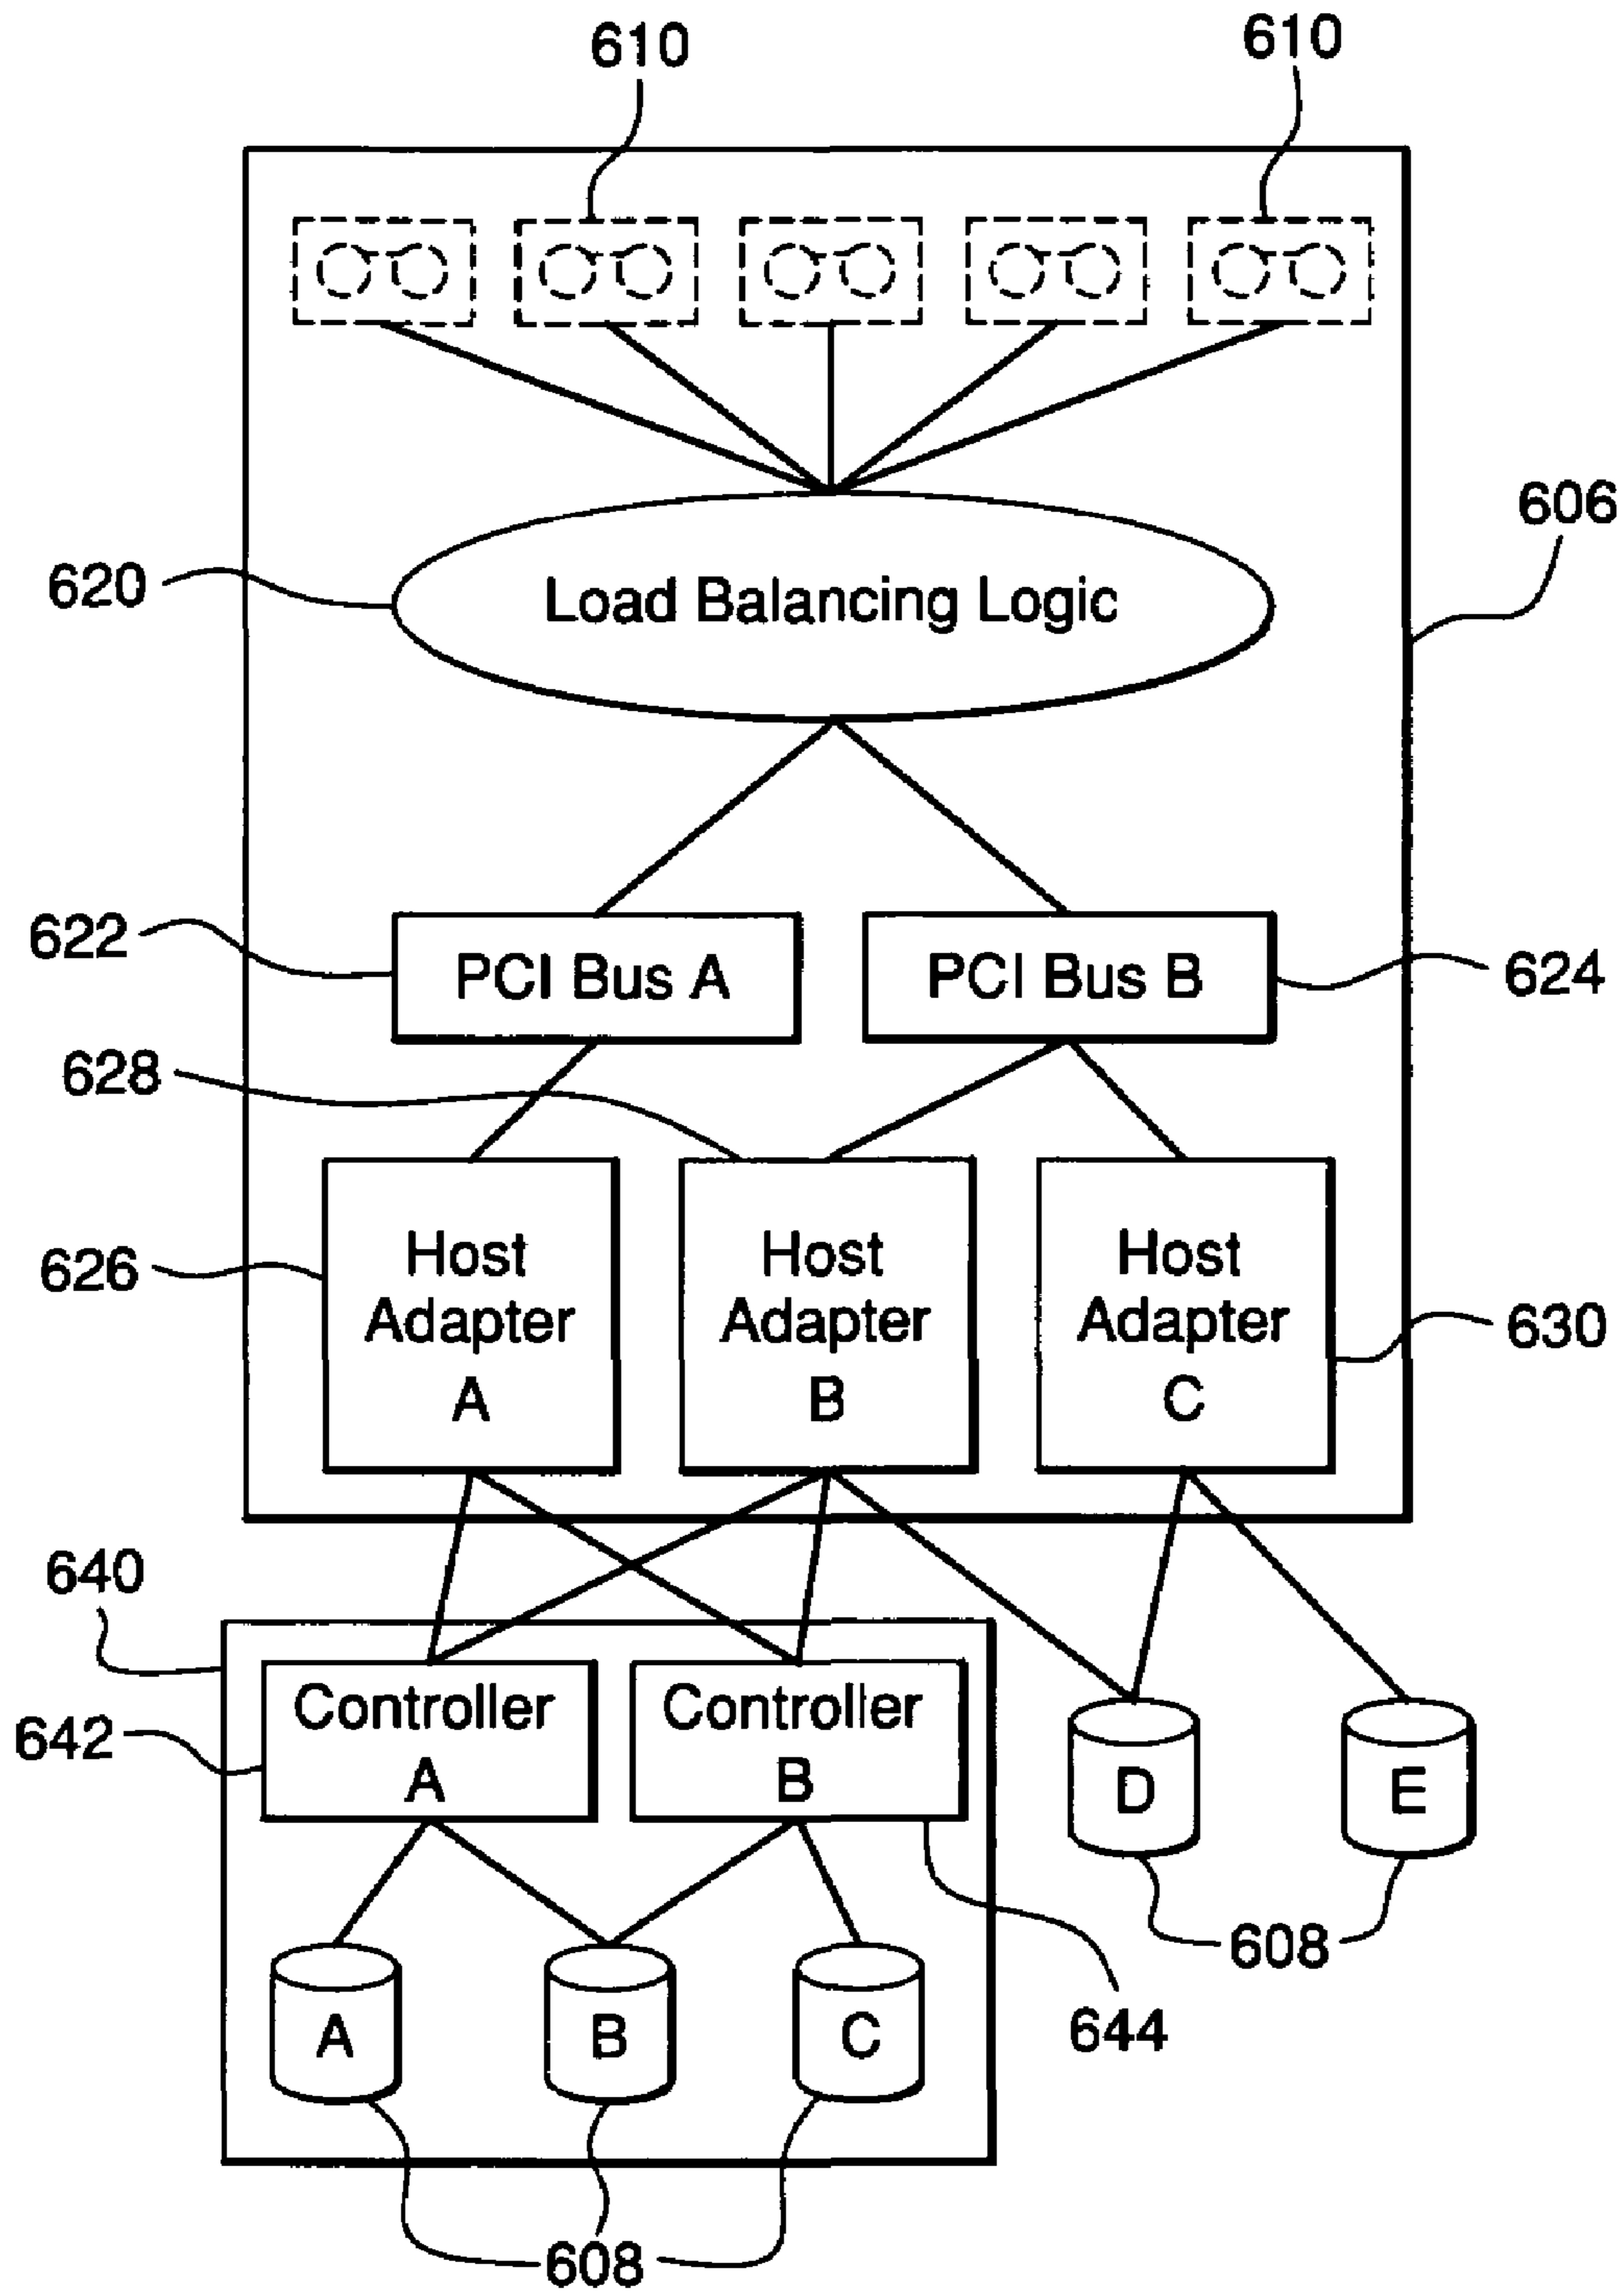 610
610
606
620
Load Balancing Logic
622
PCI Bus A
PCI Bus B
624
628
626
Host
Adapter
A
Host
Adapter
B
Host
Adapter
C
630
640
642
Controller
A
Controller
B
D
E
608
644
A
B
C
608